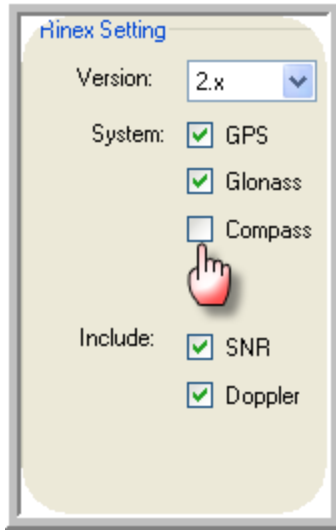 Rinex Setting
Version: 2.x
System: GPS
Glonass
Compass
Include: SNR
Doppler